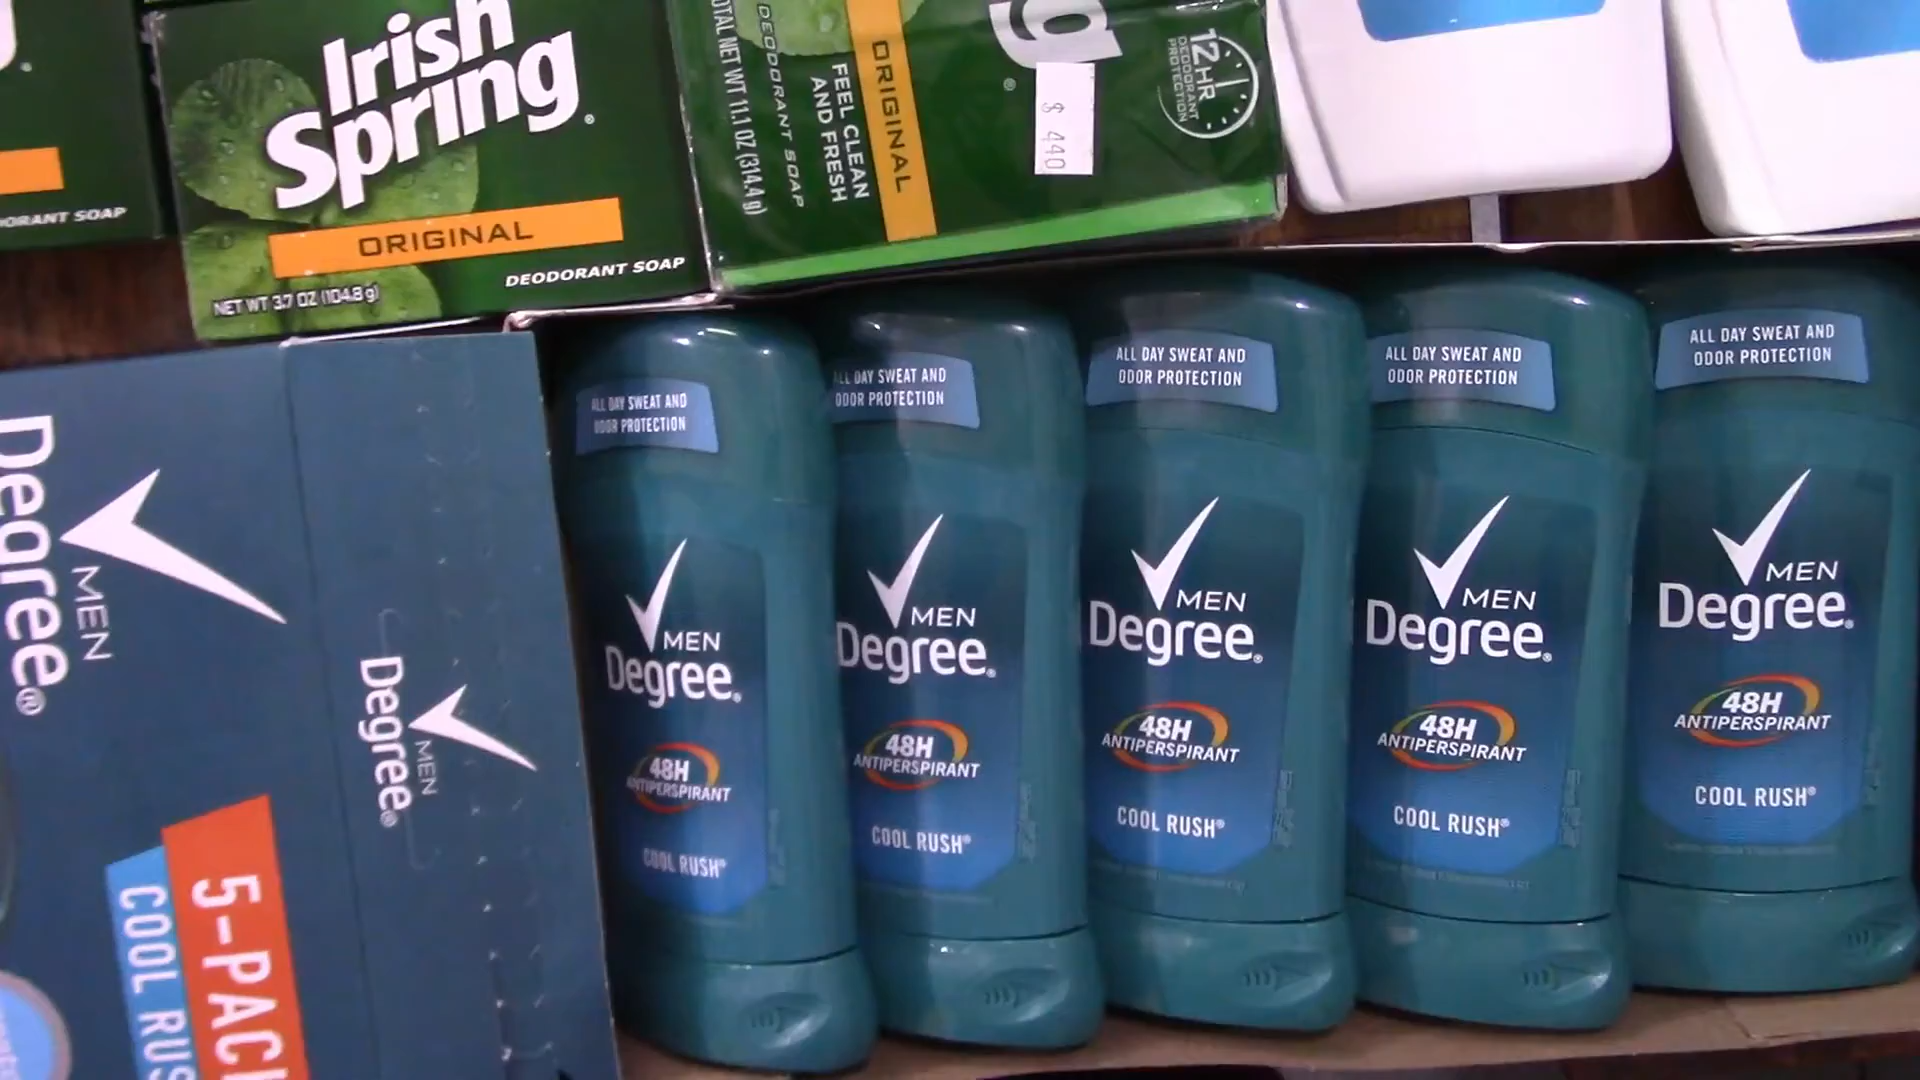 Irish
Spring®
ORIGINAL
DEODORANT SOAP
NET WT 3.7 OZ (104.8 g)
DEODORANT SOAP
ORIGINAL
FEEL CLEAN
AND FRESH
DEODORANT SOAP
NET WT 11.1 OZ (314.4 g)
$ 440
12HR
DEODORANT
PROTECTION
ALL DAY SWEAT AND
ODOR PROTECTION
MEN
Degree®
48H
ANTIPERSPIRANT
COOL RUSH®
ALL DAY SWEAT AND
ODOR PROTECTION
MEN
Degree®
48H
ANTIPERSPIRANT
COOL RUSH®
ALL DAY SWEAT AND
ODOR PROTECTION
MEN
Degree®
48H
ANTIPERSPIRANT
COOL RUSH®
ALL DAY SWEAT AND
ODOR PROTECTION
MEN
Degree®
48H
ANTIPERSPIRANT
COOL RUSH®
ALL DAY SWEAT AND
ODOR PROTECTION
MEN
Degree®
48H
ANTIPERSPIRANT
COOL RUSH®
MEN
Degree®
MEN
Degree®
5-PACK
COOL RUS